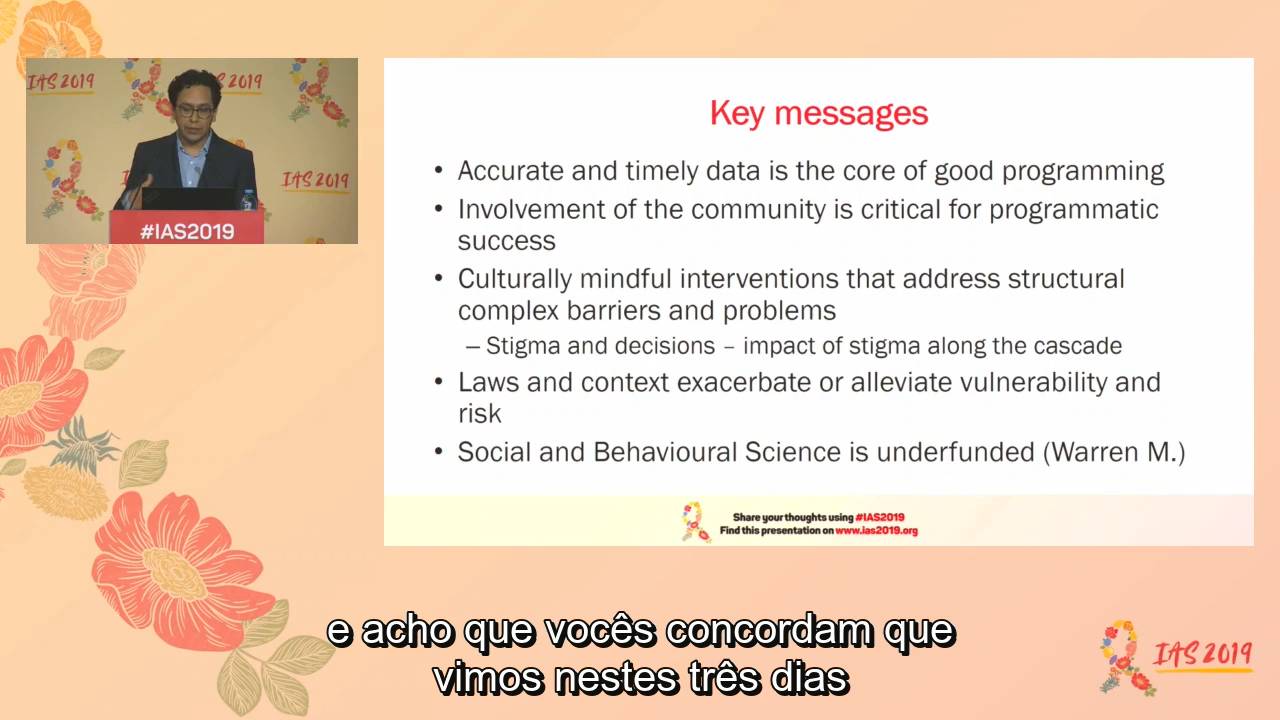 IAS 2019
S 2019
IAS 2019
#IAS2019
Key messages
• Accurate and timely data is the core of good programming
• Involvement of the community is critical for programmatic
success
• Culturally mindful interventions that address structural
complex barriers and problems
– Stigma and decisions – impact of stigma along the cascade
• Laws and context exacerbate or alleviate vulnerability and
risk
• Social and Behavioural Science is underfunded (Warren M.)
Share your thoughts using #IAS2019
Find this presentation on www.ias2019.org
e acho que vocês concordam que
vimos nestes três dias
IAS 2019